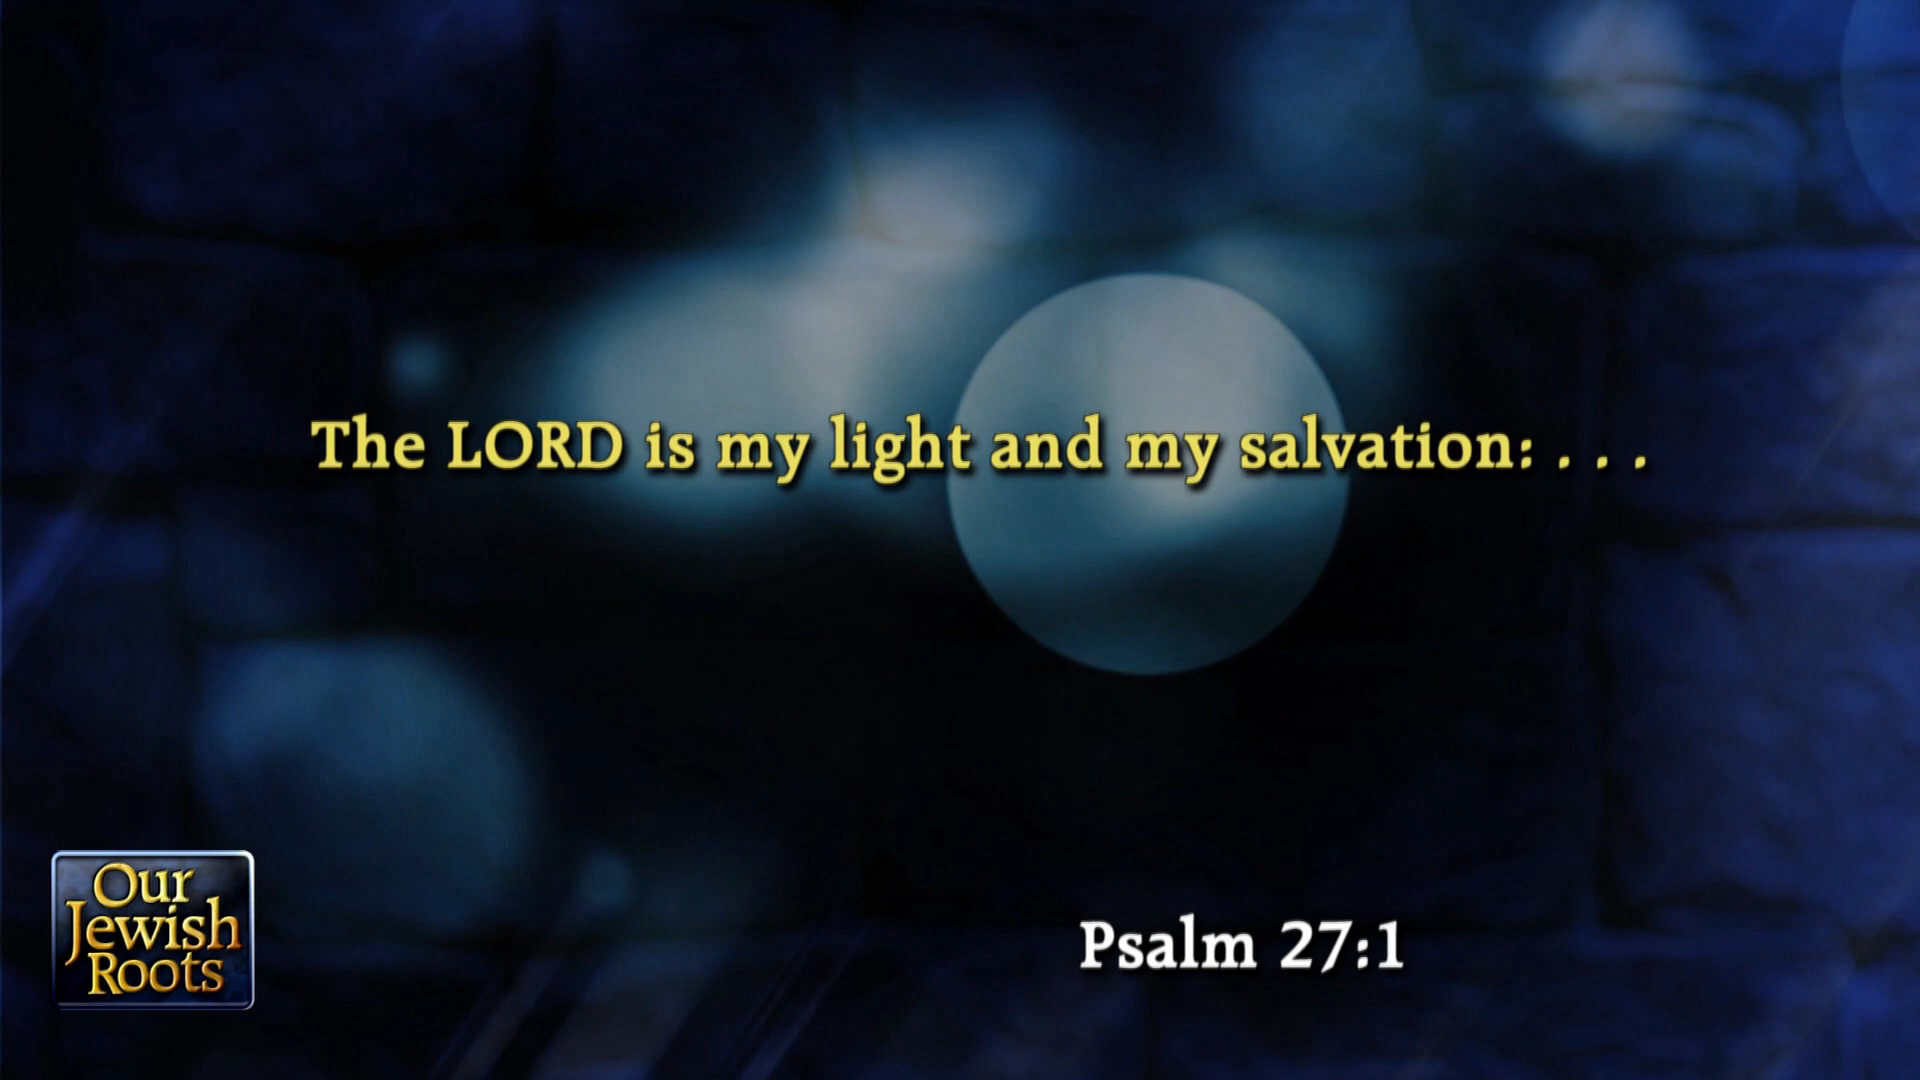 The LORD is my light and my salvation: . . .
Psalm 27:1
Our
Jewish
Roots